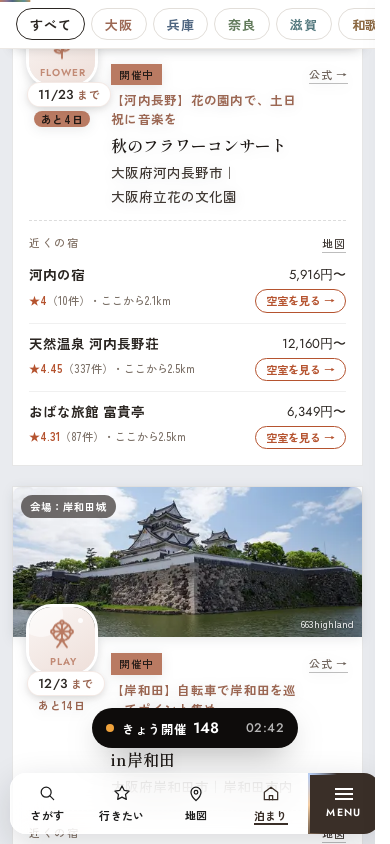 すべて
大阪
兵庫
奈良
滋賀
和歌
FLOWER
11/23 まで
あと4日
開催中
公式 →
【河内長野】花の園内で、土日
祝に音楽を
秋のフラワーコンサート
大阪府河内長野市｜
大阪府立花の文化園
近くの宿
地図
河内の宿
5,916円〜
★4（10件）・ここから2.1km
空室を見る →
天然温泉 河内長野荘
12,160円〜
★4.45（337件）・ここから2.5km
空室を見る →
おばな旅館 富貴亭
6,349円〜
★4.31（87件）・ここから2.5km
空室を見る →
会場：岸和田城
663highland
PLAY
12/3 まで
あと14日
開催中
公式 →
【岸和田】自転車で岸和田を巡
きょう開催 148 02:42
in岸和田
さがす
行きたい
地図
泊まり
MENU
近くの宿
地図